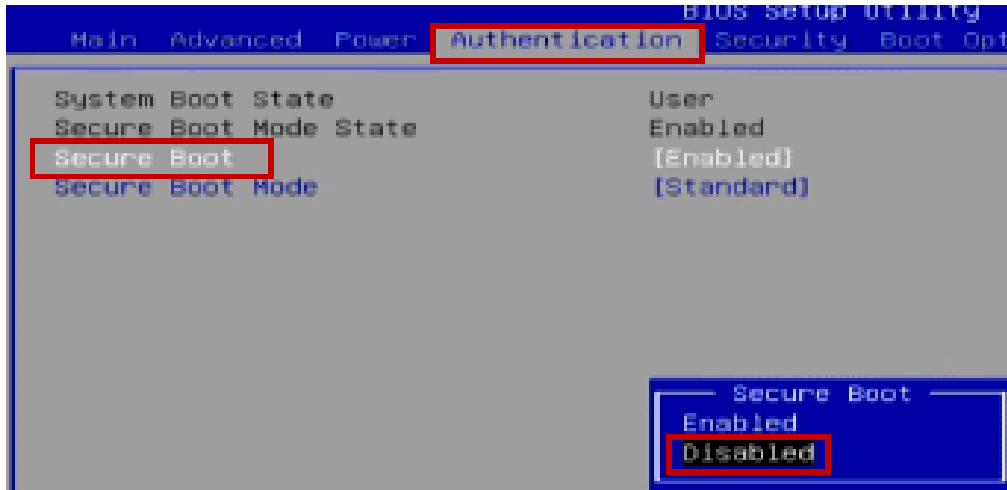 BIOS Setup Utility
Main Advanced Power Authentication Security Boot Opt
System Boot State User
Secure Boot Mode State Enabled
Secure Boot [Enabled]
Secure Boot Mode [Standard]
Secure Boot
Enabled
Disabled